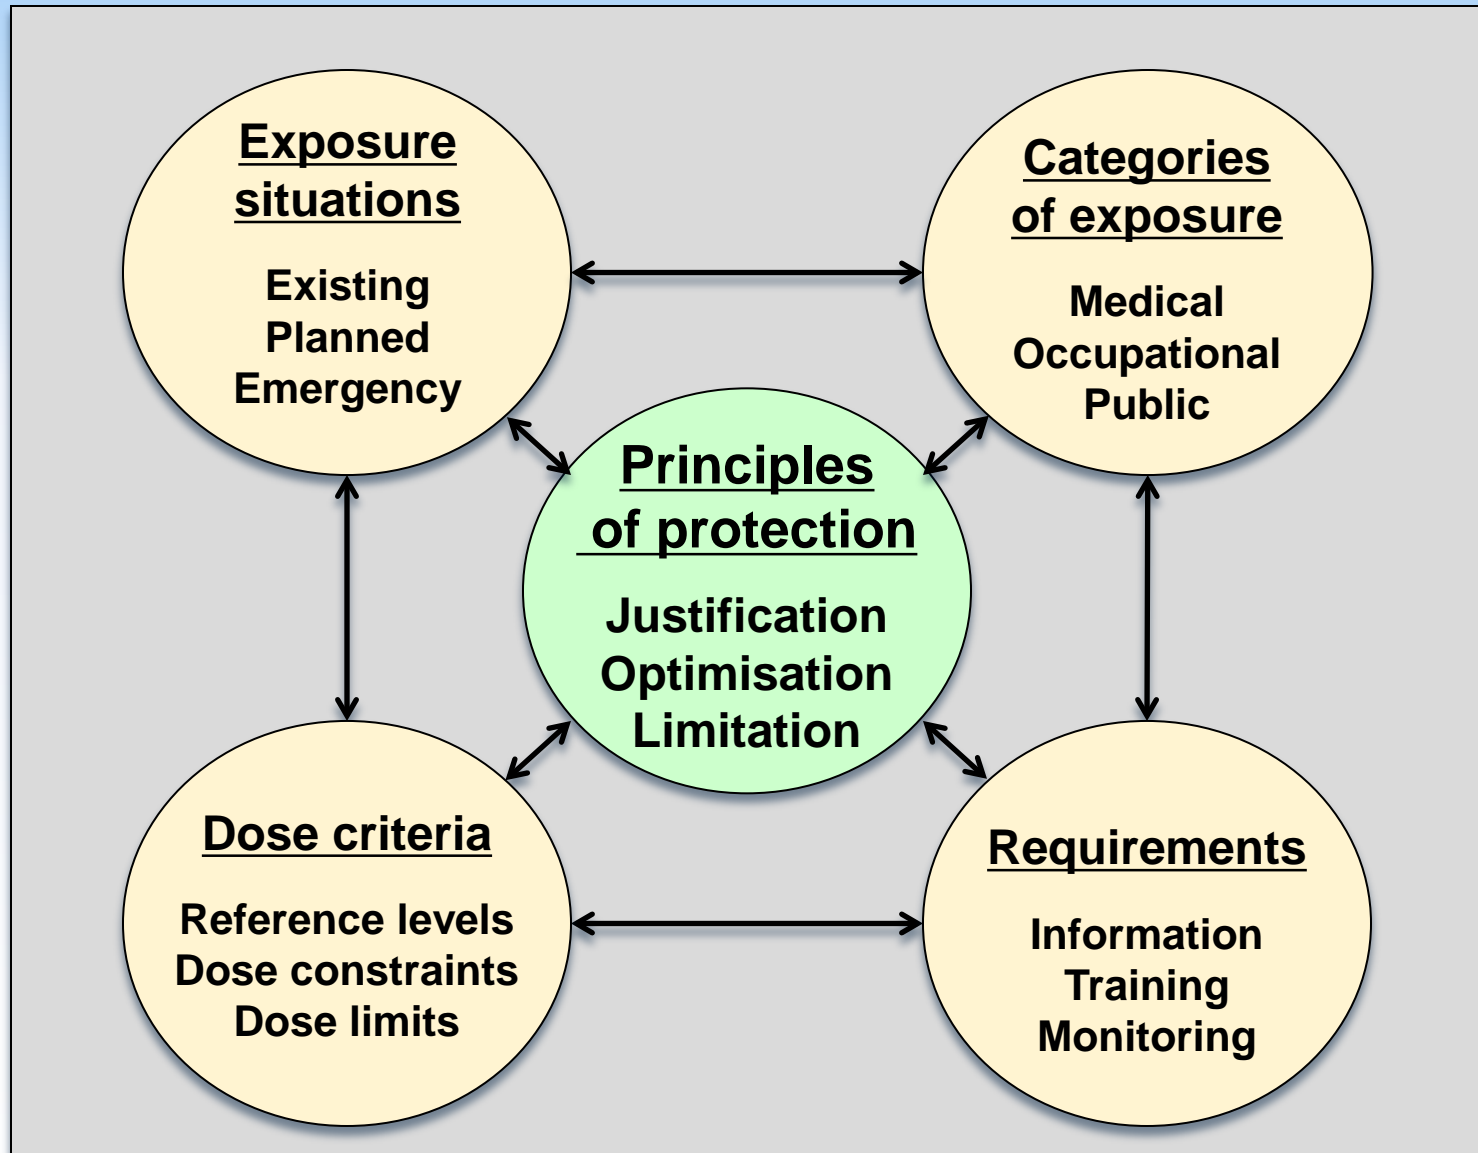 Exposure
situations
Existing
Planned
Emergency
Categories
of exposure
Medical
Occupational
Public
Principles
of protection
Justification
Optimisation
Limitation
Dose criteria
Reference levels
Dose constraints
Dose limits
Requirements
Information
Training
Monitoring